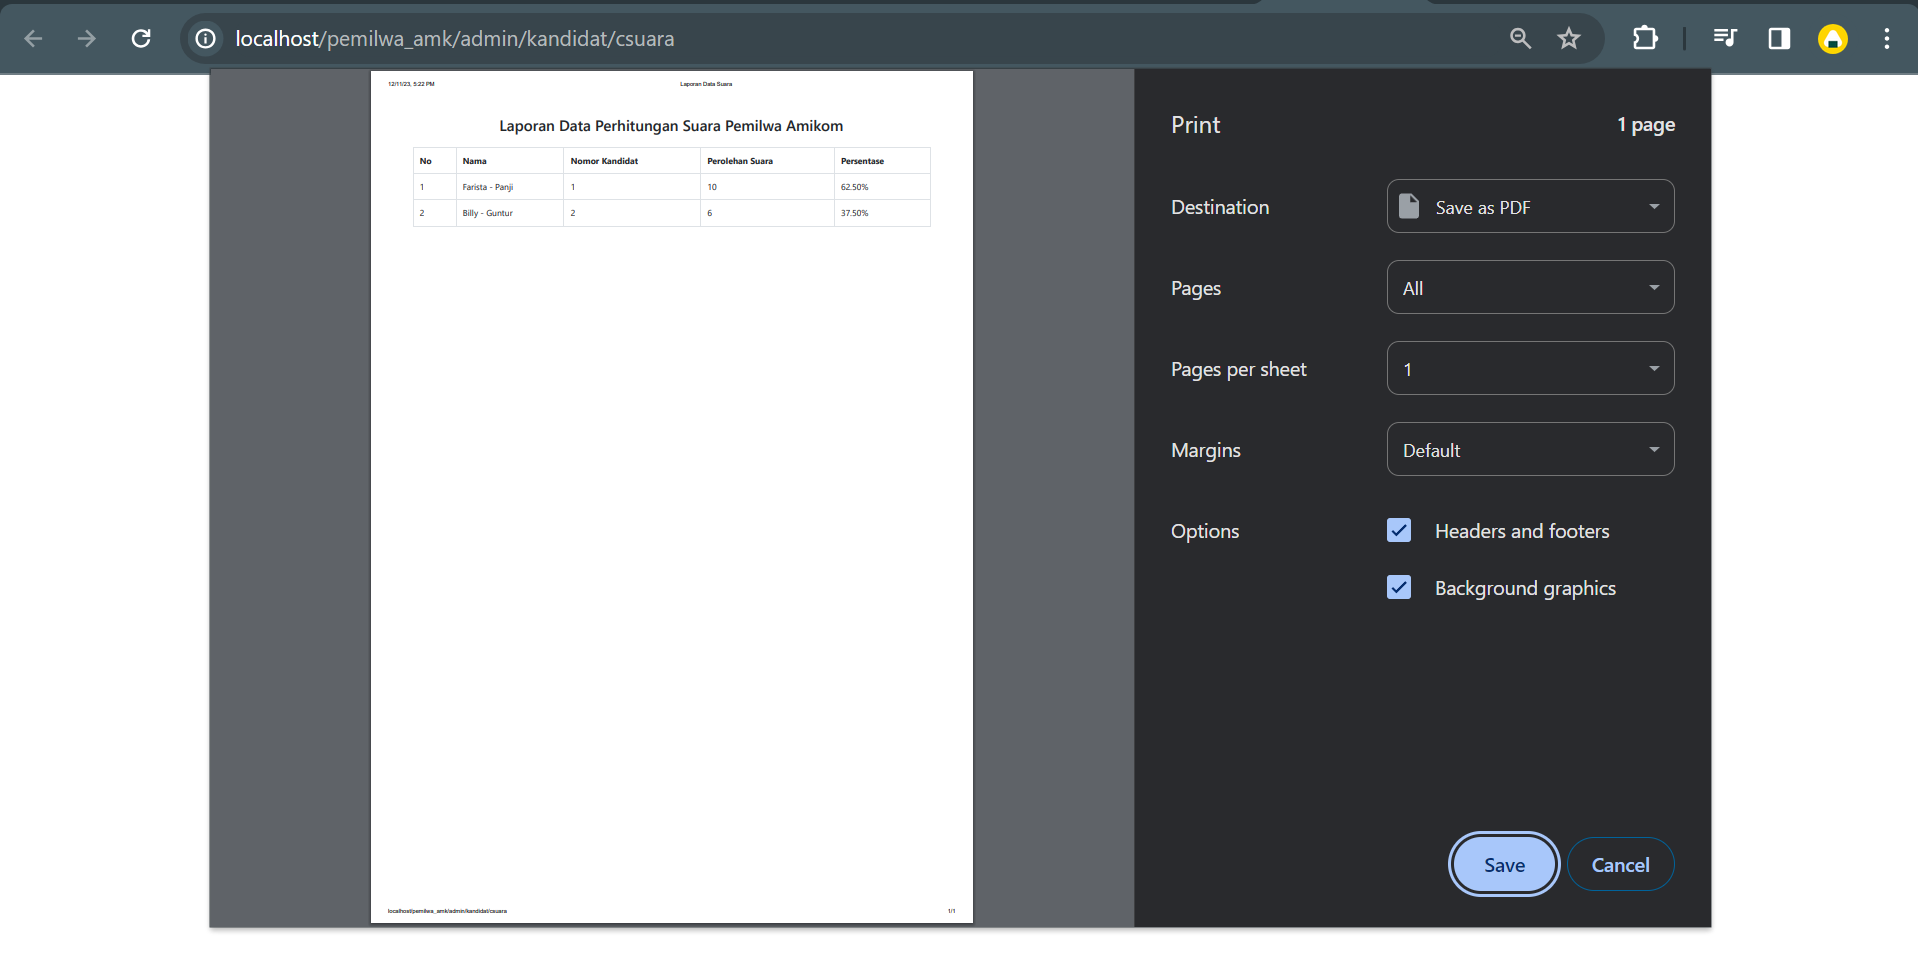 localhost/pemilwa_amk/admin/kandidat/csuara
12/11/23, 5:22 PM Laporan Data Suara
Laporan Data Perhitungan Suara Pemilwa Amikom
No Nama Nomor Kandidat Perolehan Suara Persentase
1 Farista - Panji 1 10 62.50%
2 Billy - Guntur 2 6 37.50%
localhost/pemilwa_amk/admin/kandidat/csuara 1/1
Print 1 page
Destination Save as PDF
Pages All
Pages per sheet 1
Margins Default
Options Headers and footers
Background graphics
Save Cancel